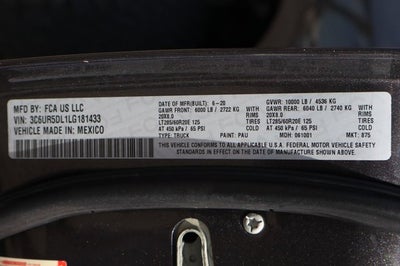 MFD BY: FCA US LLC
VIN: 3C6UR5DL1LG181433
VEHICLE MADE IN: MEXICO
DATE OF MFR(BUILT): 6-20 GVWR: 10000 LB / 4536 KG
GAWR FRONT: 6000 LB / 2722 KG GAWR REAR: 6040 LB / 2740 KG
20X8.0 RIMS 20X8.0 RIMS
LT285/60R20E 125 TIRES LT285/60R20E 125 TIRES
AT 450 kPa / 65 PSI AT 450 kPa / 65 PSI
TYPE: TRUCK PAINT: PAU MDH: 061001 MKT: 875
THIS VEHICLE CONFORMS TO ALL APPLICABLE U.S.A. FEDERAL MOTOR VEHICLE
SAFETY STANDARDS IN EFFECT ON THE DATE OF MANUFACTURE SHOWN ABOVE